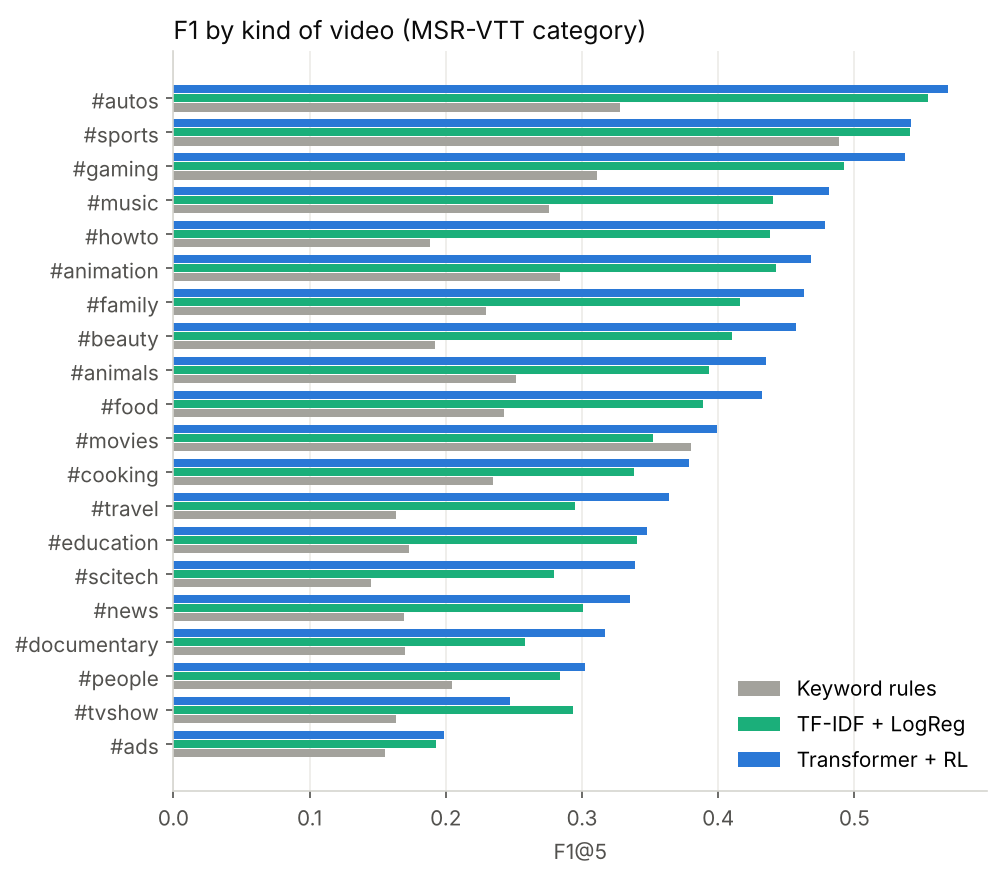 F1 by kind of video (MSR-VTT category)
#autos
#sports
#gaming
#music
#howto
#animation
#family
#beauty
#animals
#food
#movies
#cooking
#travel
#education
#scitech
#news
#documentary
#people
#tvshow
#ads
Keyword rules
TF-IDF + LogReg
Transformer + RL
0.0 0.1 0.2 0.3 0.4 0.5
F1@5